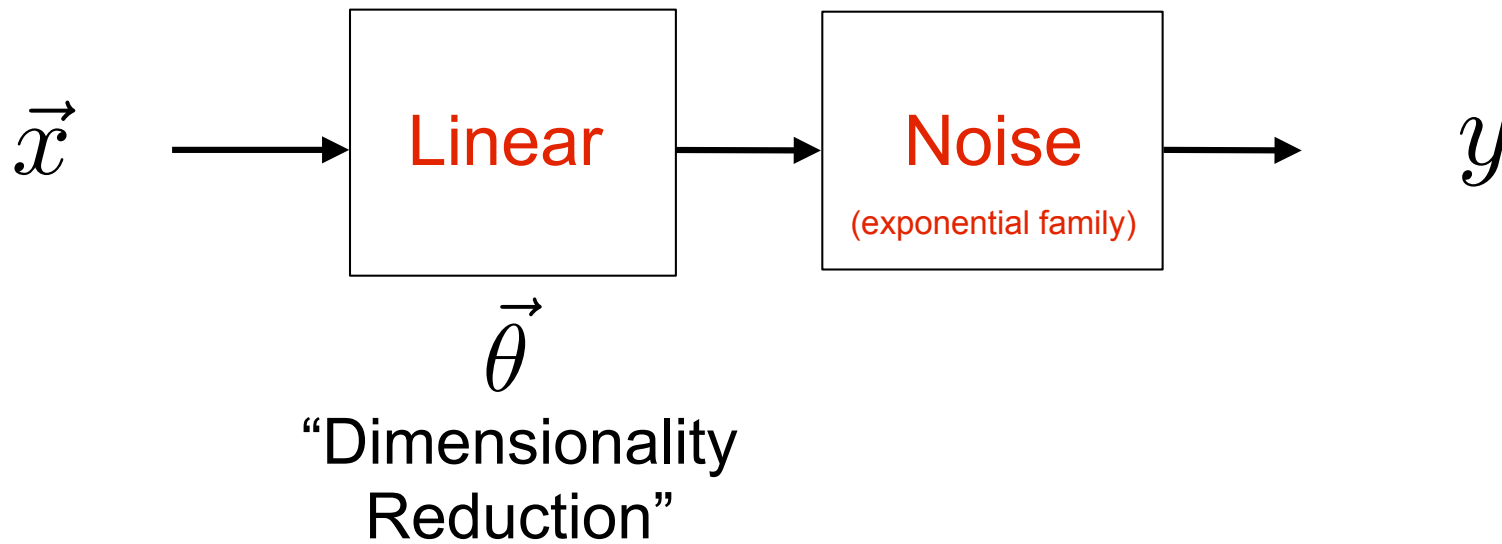 x⃗
Linear
Noise
(exponential family)
y
θ⃗
“Dimensionality
Reduction”